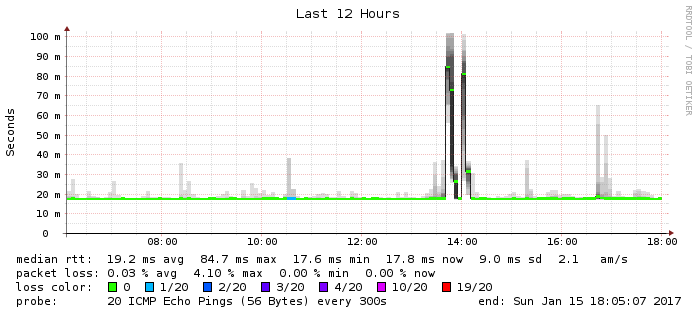 Last 12 Hours
RRDTOOL / TOBI OETIKER
Seconds
100 m
90 m
80 m
70 m
60 m
50 m
40 m
30 m
20 m
10 m
0
08:00 10:00 12:00 14:00 16:00 18:00
median rtt: 19.2 ms avg 84.7 ms max 17.6 ms min 17.8 ms now 9.0 ms sd 2.1 am/s
packet loss: 0.03 % avg 4.10 % max 0.00 % min 0.00 % now
loss color: 0 1/20 2/20 3/20 4/20 10/20 19/20
probe: 20 ICMP Echo Pings (56 Bytes) every 300s end: Sun Jan 15 18:05:07 2017